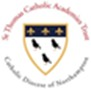 St Thomas Catholic Academies Trust
Catholic Diocese of Northampton